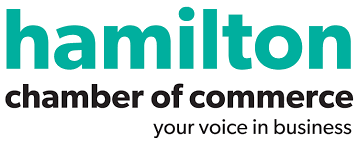 hamilton
chamber of commerce
your voice in business